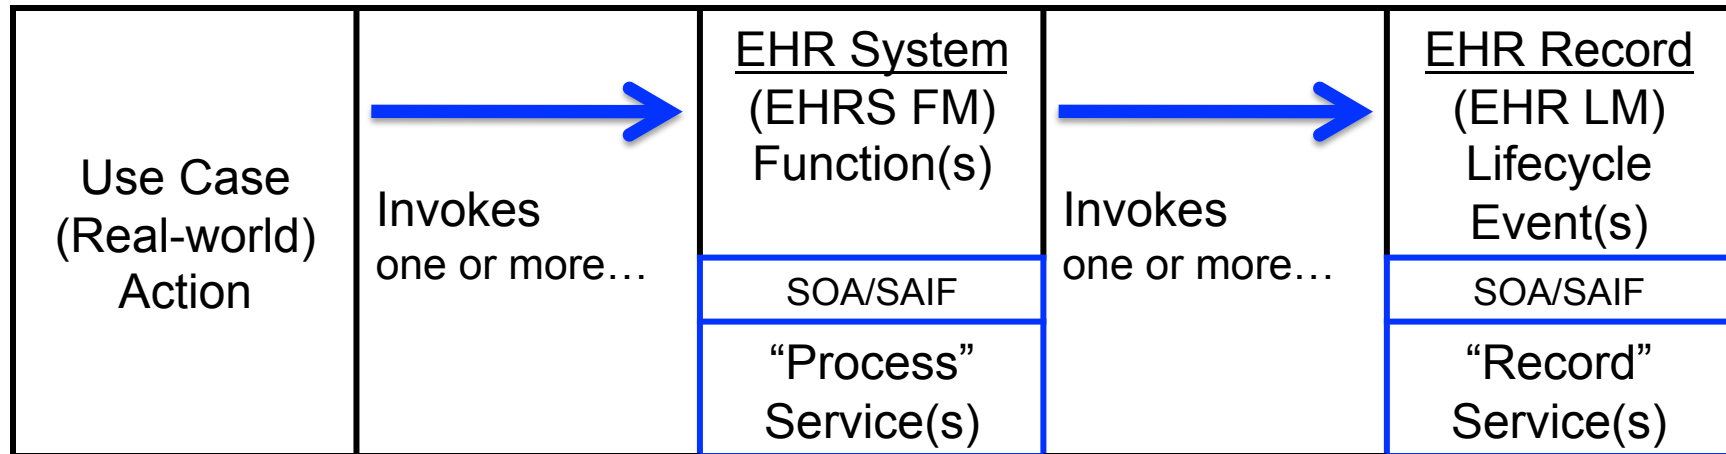 Use Case
(Real-world)
Action
Invokes
one or more…
EHR System
(EHRS FM)
Function(s)
SOA/SAIF
“Process”
Service(s)
Invokes
one or more…
EHR Record
(EHR LM)
Lifecycle
Event(s)
SOA/SAIF
“Record”
Service(s)